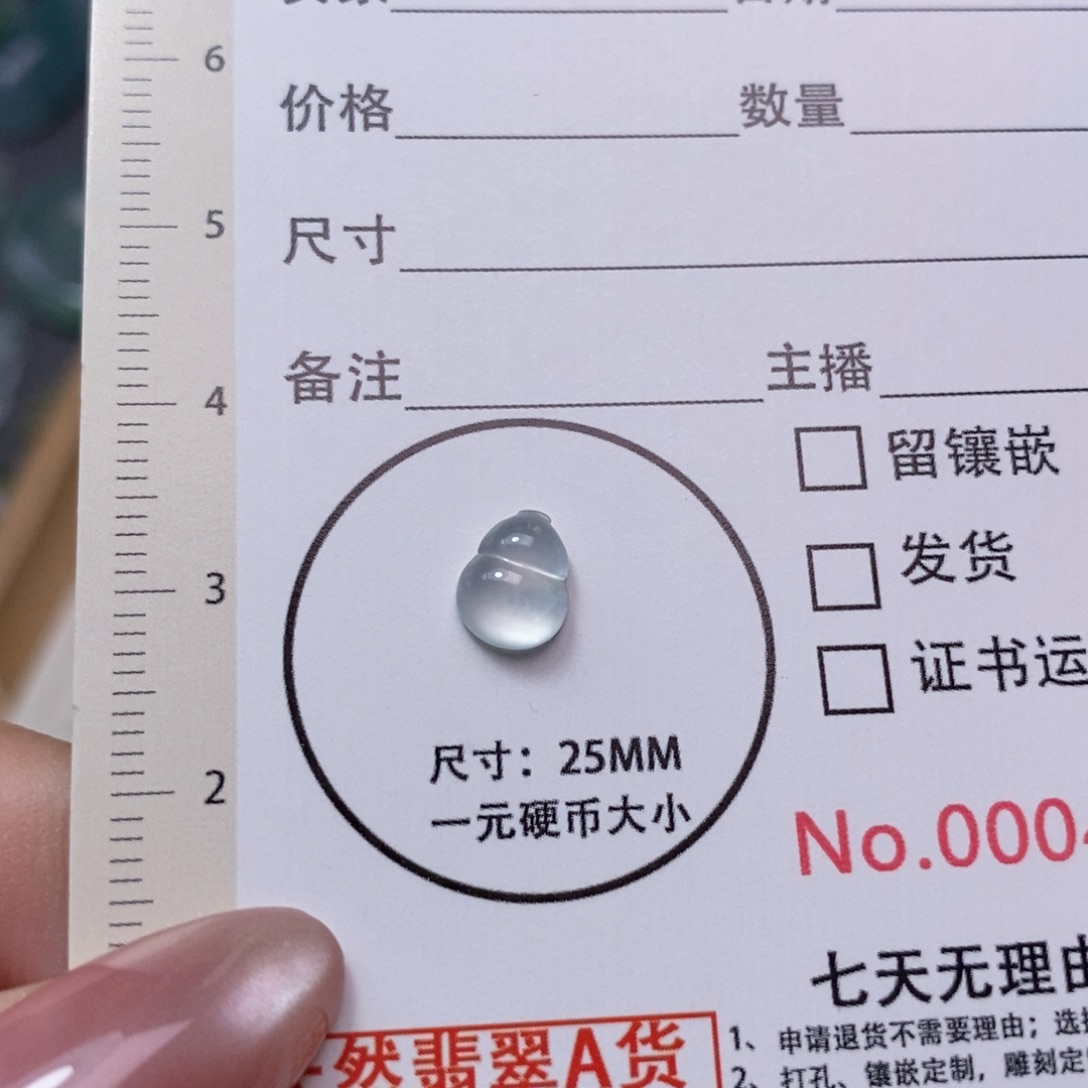 6
价格 数量
5
尺寸
4
备注 主播
留镶嵌
3
发货
证书运
尺寸：25MM
2
一元硬币大小
No.000
七天无理由
然翡翠A货
1、申请退货不需要理由；选
2、打孔、镶嵌定制，雕刻定